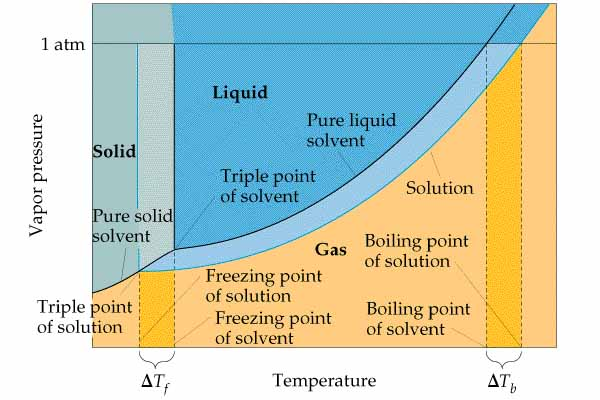 1 atm
Liquid
Pure liquid
solvent
Solid
Vapor pressure
Triple point
of solvent
Solution
Pure solid
solvent
Gas
Boiling point
of solution
Freezing point
of solution
Triple point
of solution
Boiling point
of solvent
Freezing point
of solvent
ΔTf
Temperature
ΔTb